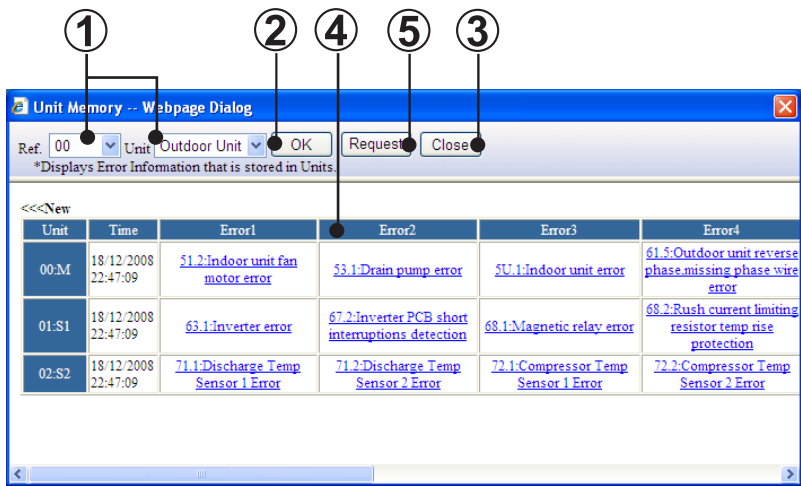 1 2 4 5 3
Unit Memory -- Webpage Dialog
Ref. 00 Unit Outdoor Unit OK Request Close
*Displays Error Information that is stored in Units.
<<<New
Unit Time Error1 Error2 Error3 Error4
00:M 18/12/2008 22:47:09 51.2:Indoor unit fan motor error 53.1:Drain pump error 5U.1:Indoor unit error 61.5:Outdoor unit reverse phase,missing phase wire error
01:S1 18/12/2008 22:47:09 63.1:Inverter error 67.2:Inverter PCB short interruptions detection 68.1:Magnetic relay error 68.2:Rush current limiting resistor temp rise protection
02:S2 18/12/2008 22:47:09 71.1:Discharge Temp Sensor 1 Error 71.2:Discharge Temp Sensor 2 Error 72.1:Compressor Temp Sensor 1 Error 72.2:Compressor Temp Sensor 2 Error